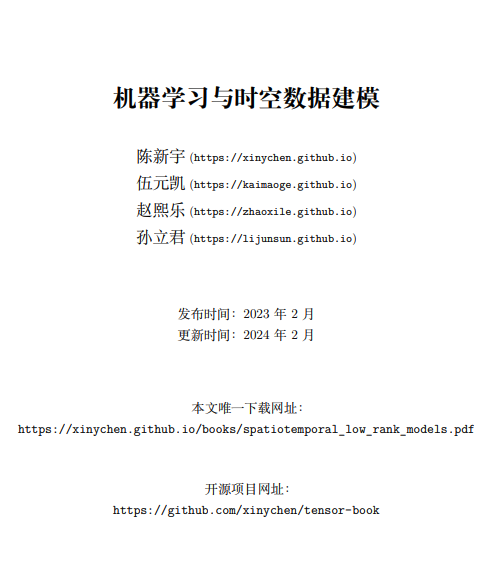 机器学习与时空数据建模
陈新宇 (https://xinychen.github.io)
伍元凯 (https://kaimaoge.github.io)
赵熙乐 (https://zhaoxile.github.io)
孙立君 (https://lijunsun.github.io)
发布时间：2023 年 2 月
更新时间：2024 年 2 月
本文唯一下载网址：
https://xinychen.github.io/books/spatiotemporal_low_rank_models.pdf
开源项目网址：
https://github.com/xinychen/tensor-book